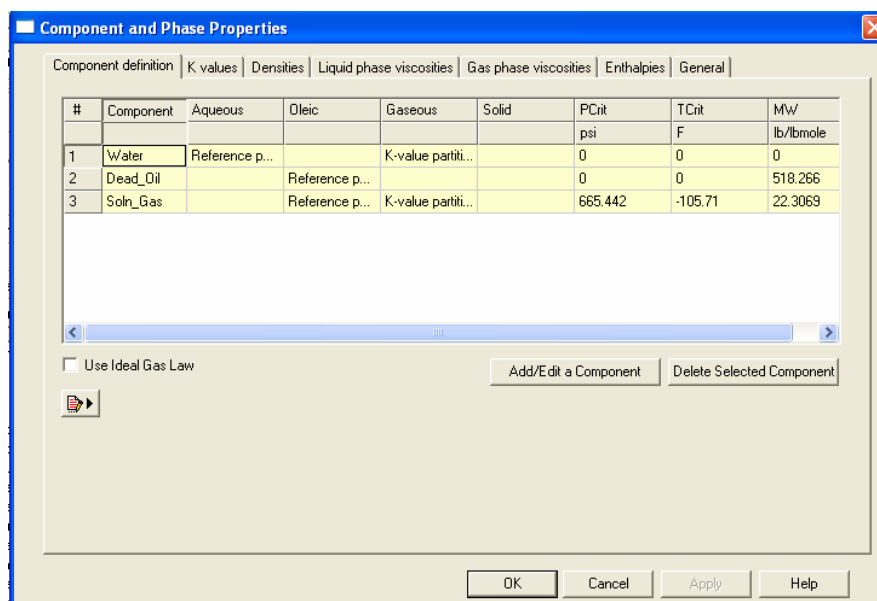 Component and Phase Properties
Component definition K values Densities Liquid phase viscosities Gas phase viscosities Enthalpies General
# Component Aqueous Oleic Gaseous Solid PCrit TCrit MW
psi F lb/lbmole
1 Water Reference p... K-value partiti... 0 0 0
2 Dead_Oil Reference p... 0 0 518.266
3 Soln_Gas Reference p... K-value partiti... 665.442 -105.71 22.3069
Use Ideal Gas Law Add/Edit a Component Delete Selected Component
OK Cancel Apply Help